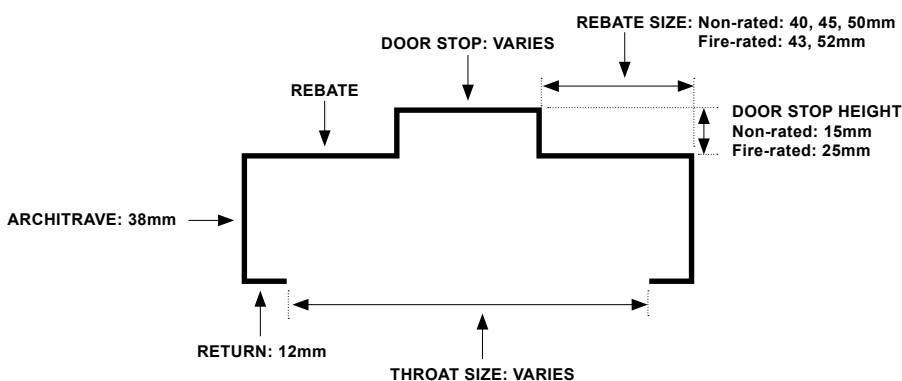 REBATE SIZE: Non-rated: 40, 45, 50mm
Fire-rated: 43, 52mm
DOOR STOP: VARIES
REBATE
DOOR STOP HEIGHT
Non-rated: 15mm
Fire-rated: 25mm
ARCHITRAVE: 38mm
RETURN: 12mm
THROAT SIZE: VARIES